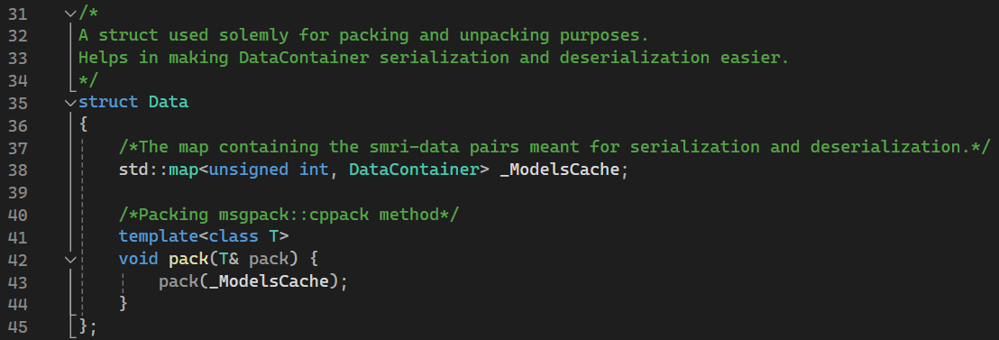 31 /*
32 A struct used solemly for packing and unpacking purposes.
33 Helps in making DataContainer serialization and deserialization easier.
34 */
35 struct Data
36 {
37 /*The map containing the smri-data pairs meant for serialization and deserialization.*/
38 std::map<unsigned int, DataContainer> _ModelsCache;
39
40 /*Packing msgpack::cppack method*/
41 template<class T>
42 void pack(T& pack) {
43 pack(_ModelsCache);
44 }
45 };